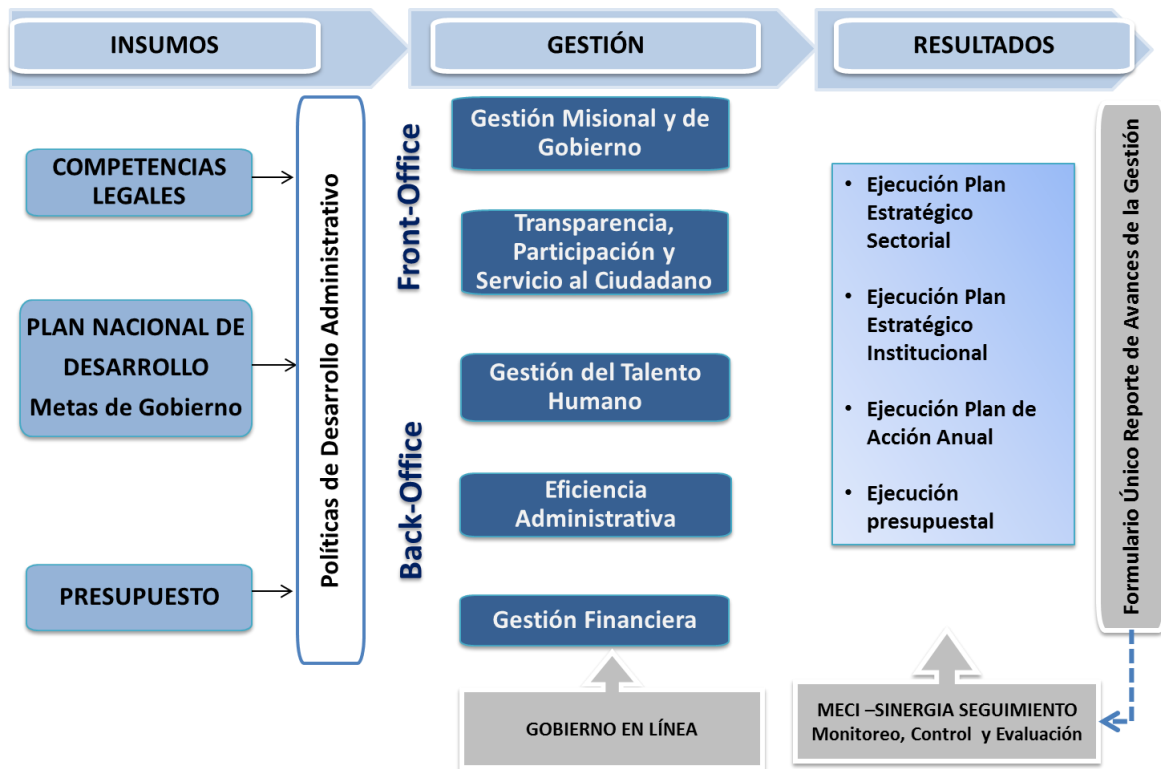 INSUMOS
GESTIÓN
RESULTADOS
COMPETENCIAS
LEGALES
PLAN NACIONAL DE
DESARROLLO
Metas de Gobierno
PRESUPUESTO
Políticas de Desarrollo Administrativo
Front-Office
Back-Office
Gestión Misional y de
Gobierno
Transparencia,
Participación y
Servicio al Ciudadano
Gestión del Talento
Humano
Eficiencia
Administrativa
Gestión Financiera
GOBIERNO EN LÍNEA
• Ejecución Plan
Estratégico
Sectorial
• Ejecución Plan
Estratégico
Institucional
• Ejecución Plan de
Acción Anual
• Ejecución
presupuestal
MECI –SINERGIA SEGUIMIENTO
Monitoreo, Control y Evaluación
Formulario Único Reporte de Avances de la Gestión